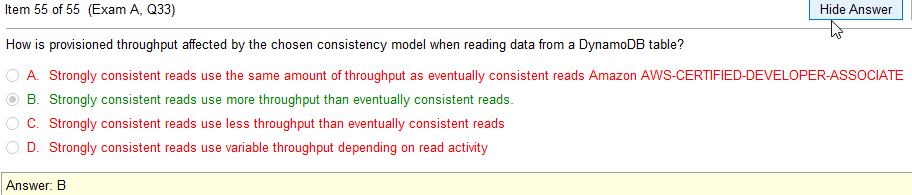 Item 55 of 55 (Exam A, Q33)
Hide Answer
How is provisioned throughput affected by the chosen consistency model when reading data from a DynamoDB table?
A. Strongly consistent reads use the same amount of throughput as eventually consistent reads Amazon AWS-CERTIFIED-DEVELOPER-ASSOCIATE
B. Strongly consistent reads use more throughput than eventually consistent reads.
C. Strongly consistent reads use less throughput than eventually consistent reads
D. Strongly consistent reads use variable throughput depending on read activity
Answer: B